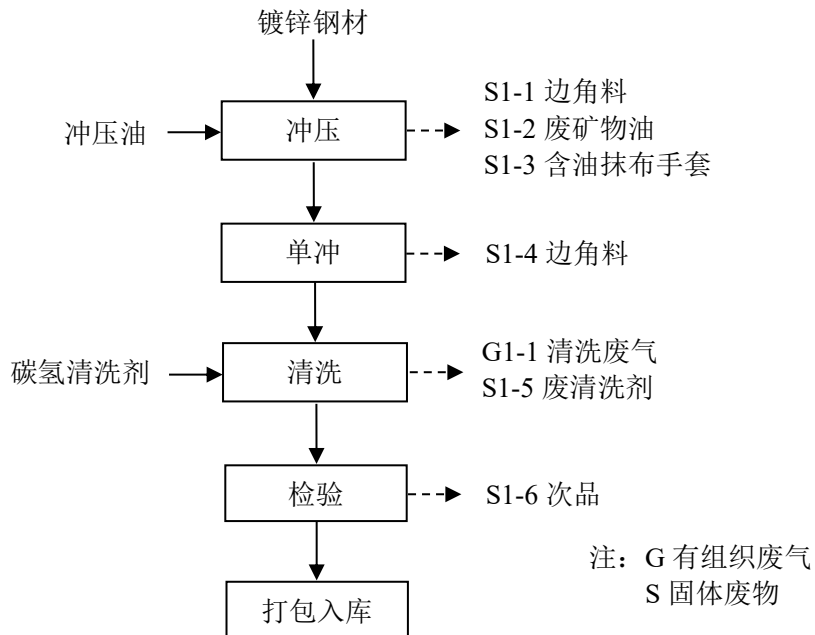 镀锌钢材
冲压油
冲压
S1-1 边角料
S1-2 废矿物油
S1-3 含油抹布手套
单冲
S1-4 边角料
碳氢清洗剂
清洗
G1-1 清洗废气
S1-5 废清洗剂
检验
S1-6 次品
打包入库
注：G 有组织废气
S 固体废物